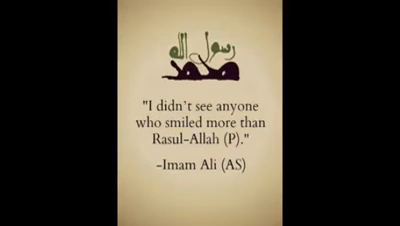 رسول الله
محمد
"I didn't see anyone
who smiled more than
Rasul-Allah (P)."
-Imam Ali (AS)